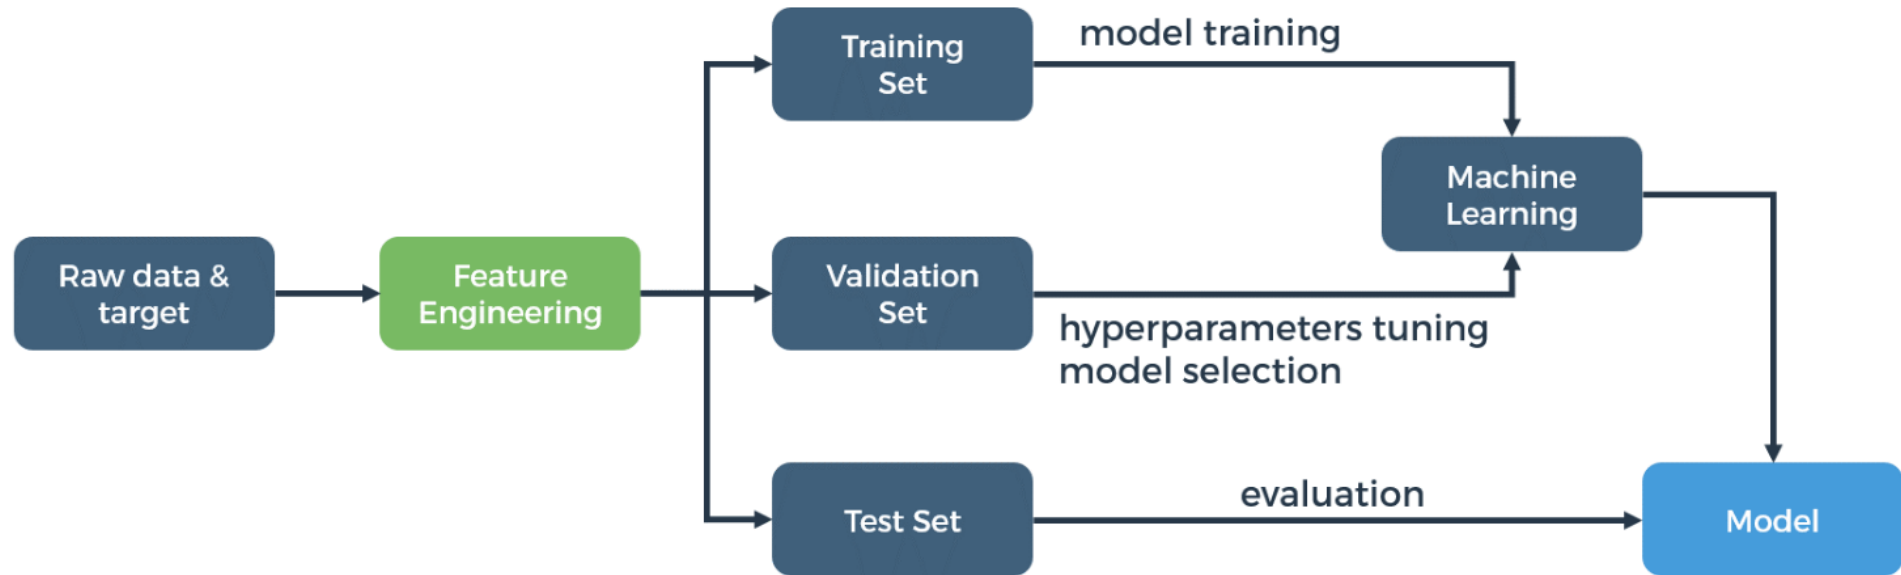 Training
Set
model training
Machine
Learning
Raw data &
target
Feature
Engineering
Validation
Set
hyperparameters tuning
model selection
Test Set
evaluation
Model